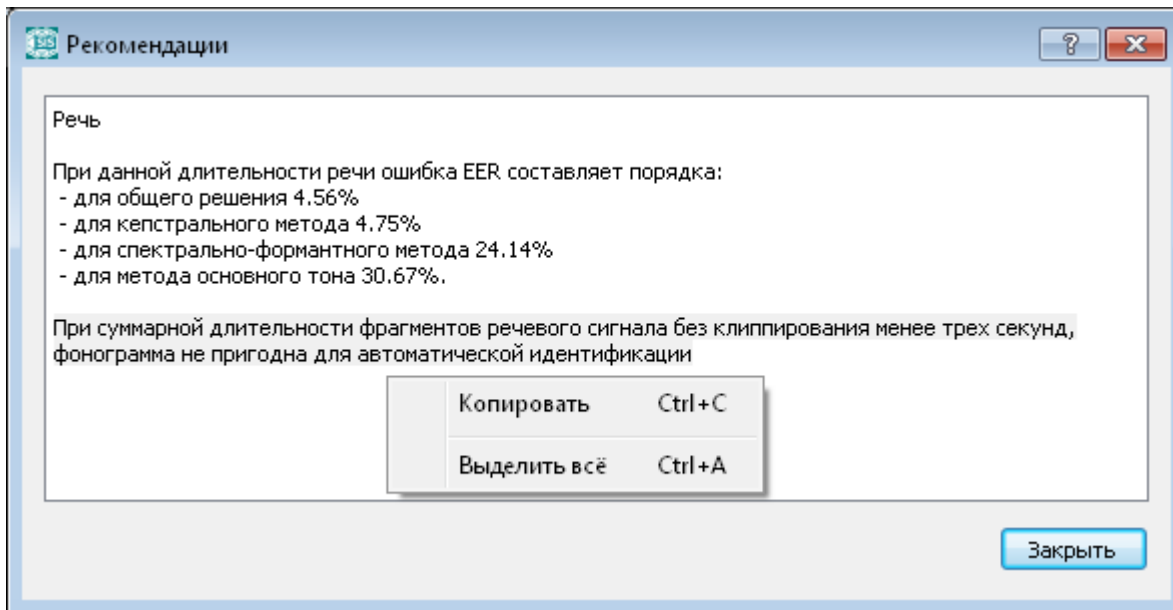 Рекомендации
Речь
При данной длительности речи ошибка EER составляет порядка:
- для общего решения 4.56%
- для кепстрального метода 4.75%
- для спектрально-формантного метода 24.14%
- для метода основного тона 30.67%.
При суммарной длительности фрагментов речевого сигнала без клиппирования менее трех секунд,
фонограмма не пригодна для автоматической идентификации
Копировать Ctrl+C
Выделить всё Ctrl+A
Закрыть